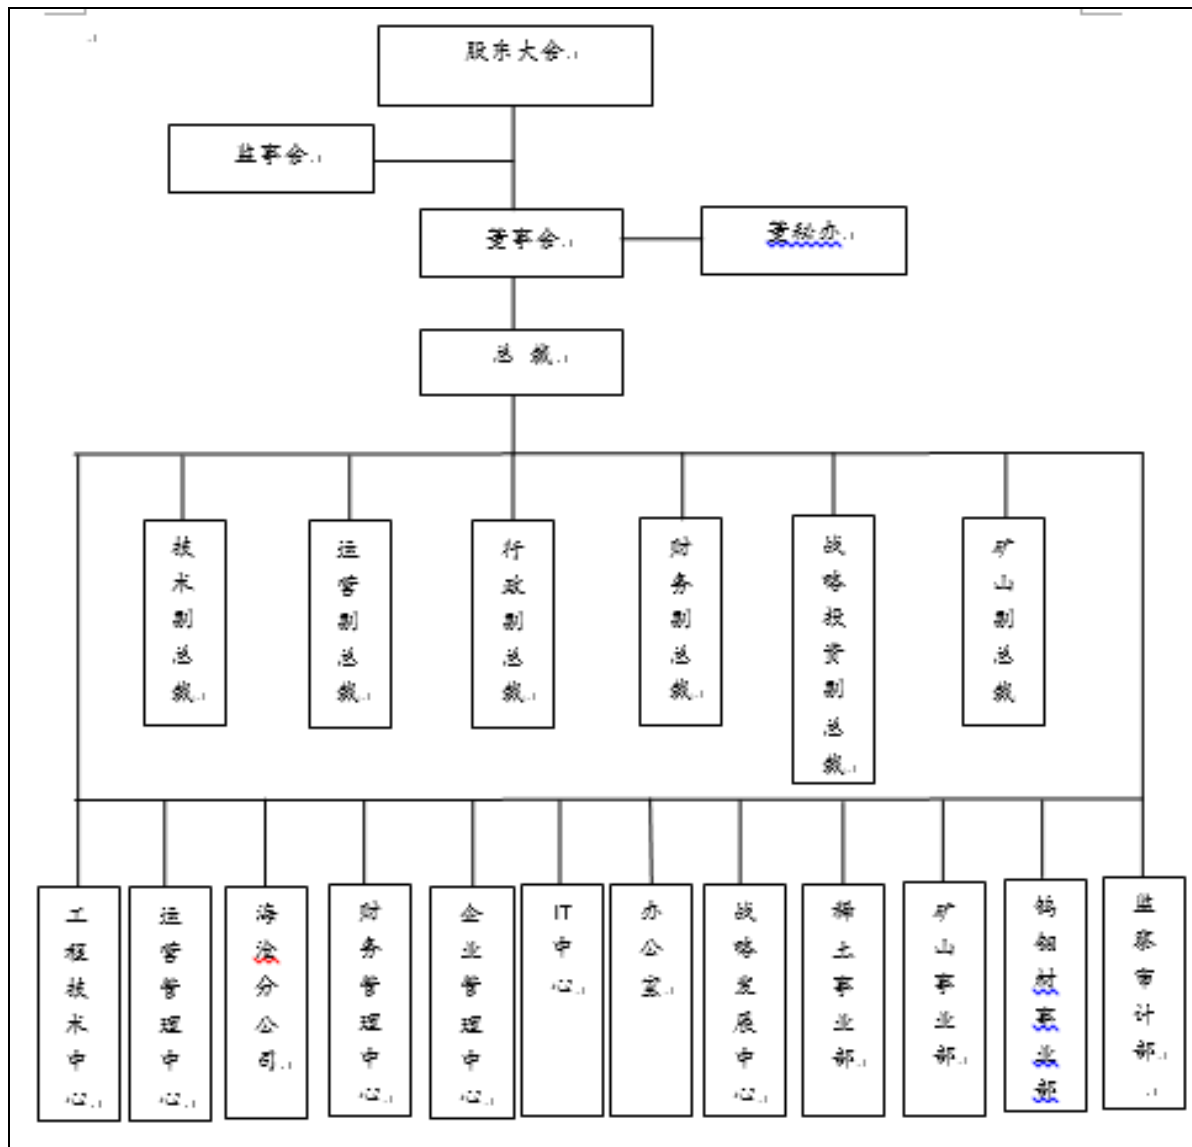 股东大会
监事会
董事会
董秘办
总 裁
技术副总裁
运营副总裁
行政副总裁
财务副总裁
战略投资副总裁
矿山副总裁
工程技术中心
运营管理中心
海沧分公司
财务管理中心
企业管理中心
IT中心
办公室
战略发展中心
稀土事业部
矿山事业部
钨钼材事业部
监察审计部